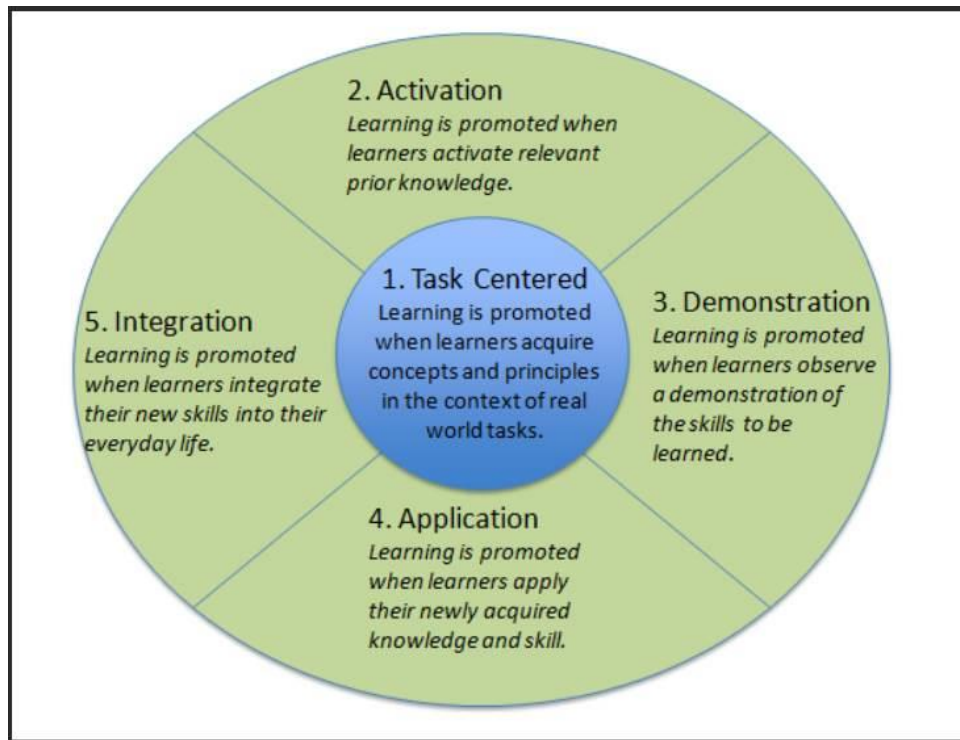 2. Activation
Learning is promoted when
learners activate relevant
prior knowledge.
1. Task Centered
Learning is promoted
when learners acquire
concepts and principles
in the context of real
world tasks.
3. Demonstration
Learning is promoted
when learners observe
a demonstration of
the skills to be
learned.
4. Application
Learning is promoted
when learners apply
their newly acquired
knowledge and skill.
5. Integration
Learning is promoted
when learners integrate
their new skills into their
everyday life.